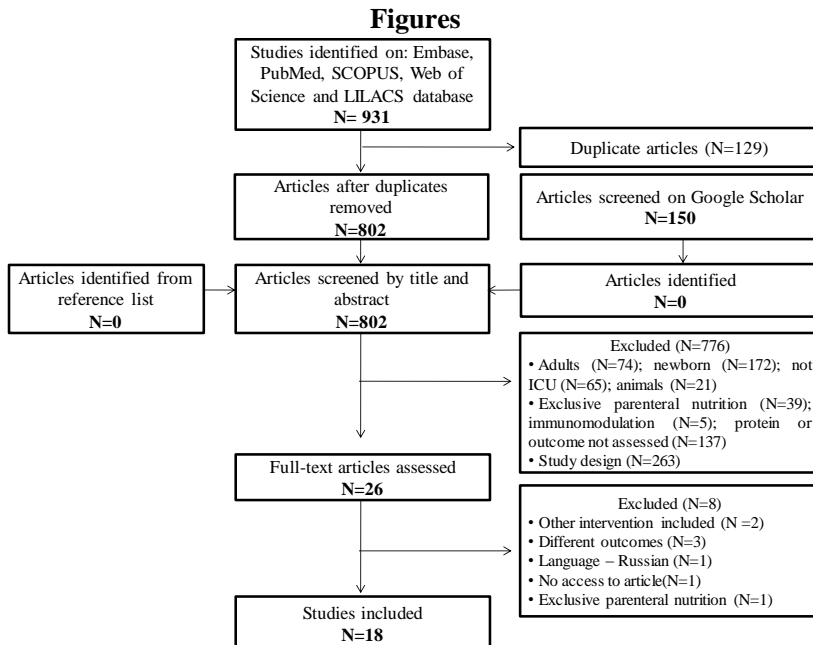 Figures
Studies identified on: Embase,
PubMed, SCOPUS, Web of
Science and LILACS database
N= 931
Duplicate articles (N=129)
Articles after duplicates
removed
N=802
Articles screened on Google Scholar
N=150
Articles identified from
reference list
N=0
Articles screened by title and
abstract
N=802
Articles identified
N=0
Excluded (N=776)
• Adults (N=74); newborn (N=172); not
ICU (N=65); animals (N=21)
• Exclusive parenteral nutrition (N=39);
immunomodulation (N=5); protein or
outcome not assessed (N=137)
• Study design (N=263)
Full-text articles assessed
N=26
Excluded (N=8)
• Other intervention included (N =2)
• Different outcomes (N=3)
• Language – Russian (N=1)
• No access to article(N=1)
• Exclusive parenteral nutrition (N=1)
Studies included
N=18